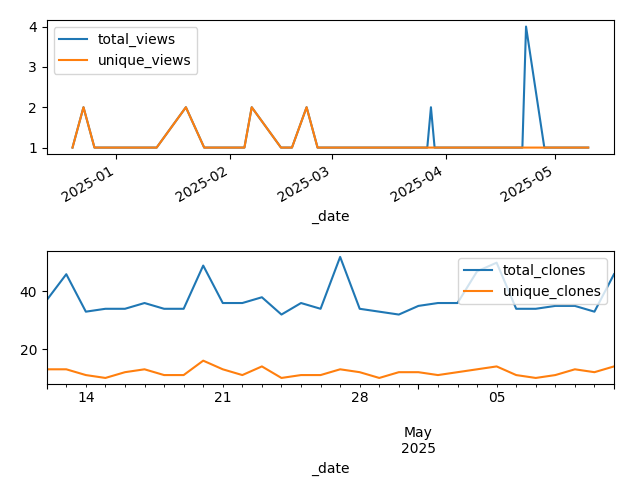 4
3
2
1
total_views
unique_views
2025-01
2025-02
2025-03
2025-04
2025-05
_date
40
20
total_clones
unique_clones
14
21
28
05
May
2025
_date